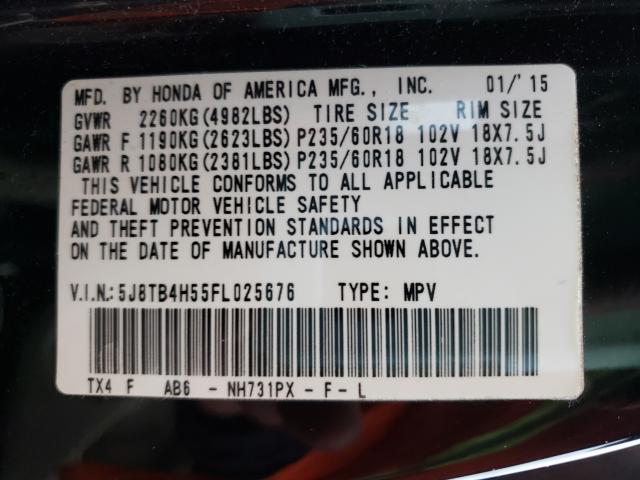 MFD. BY HONDA OF AMERICA MFG., INC. 01/'15
GVWR 2260KG(4982LBS) TIRE SIZE RIM SIZE
GAWR F 1190KG(2623LBS) P235/60R18 102V 18X7.5J
GAWR R 1080KG(2381LBS) P235/60R18 102V 18X7.5J
THIS VEHICLE CONFORMS TO ALL APPLICABLE
FEDERAL MOTOR VEHICLE SAFETY
AND THEFT PREVENTION STANDARDS IN EFFECT
ON THE DATE OF MANUFACTURE SHOWN ABOVE.
V.I.N.:5J8TB4H55FL025676 TYPE: MPV
TX4 F AB6 - NH731PX - F - L